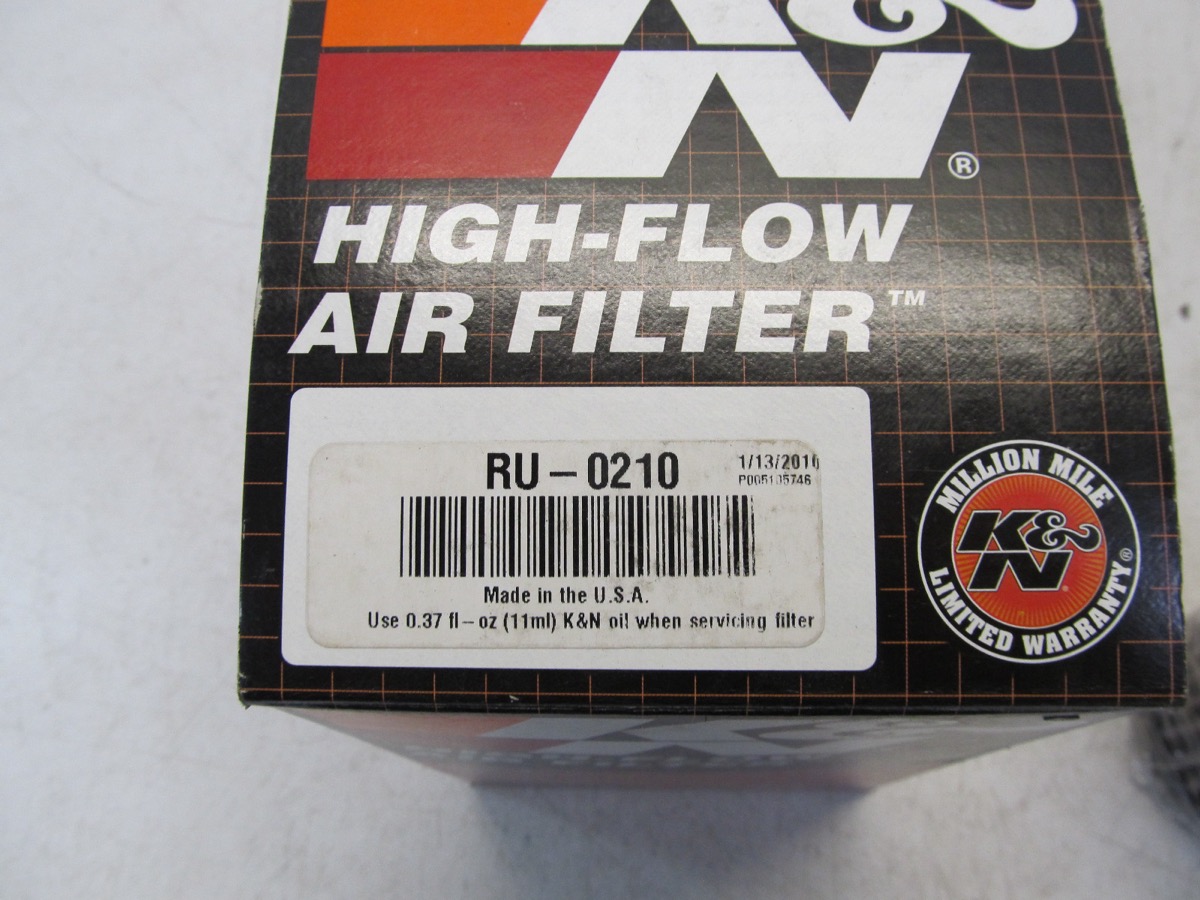 K&
N®
HIGH-FLOW
AIR FILTER™
RU-0210
1/13/2010
P005105746
Made in the U.S.A.
Use 0.37 fl-oz (11ml) K&N oil when servicing filter
MILLION MILE
K&
N®
LIMITED WARRANTY®